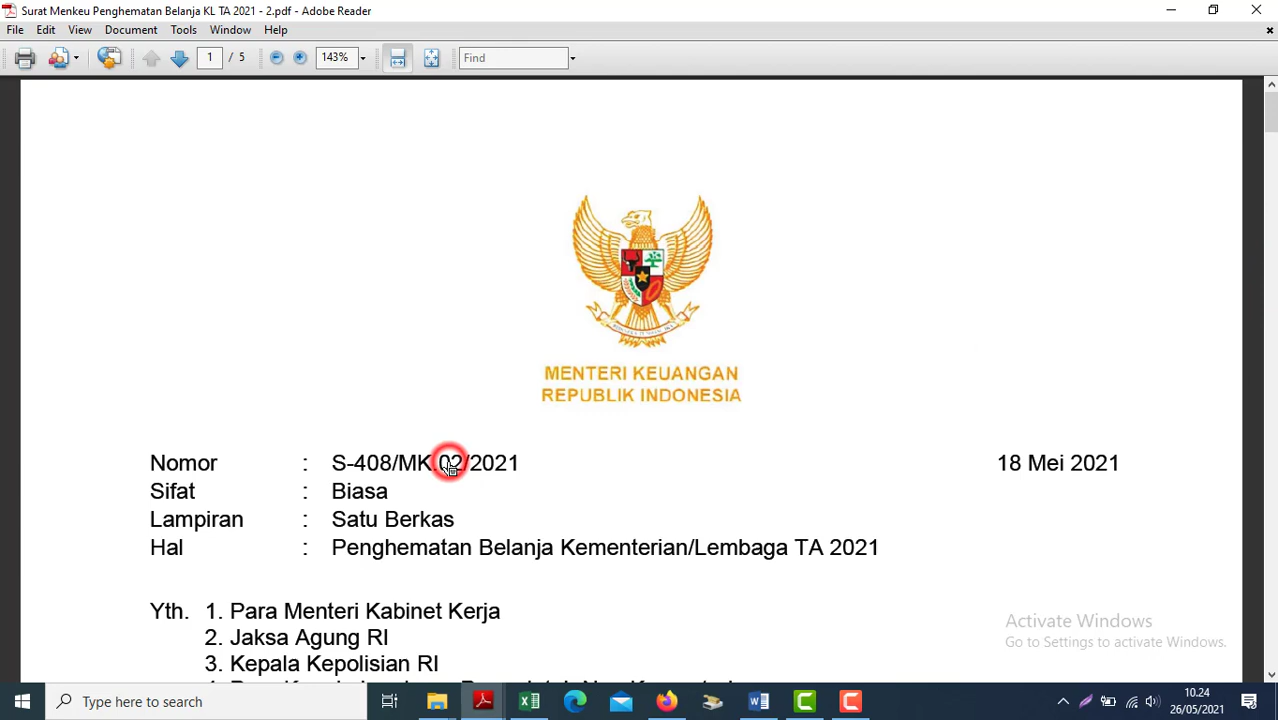 Surat Menkeu Penghematan Belanja KL TA 2021 - 2.pdf - Adobe Reader
File Edit View Document Tools Window Help
1 / 5 143% Find
MENTERI KEUANGAN
REPUBLIK INDONESIA
Nomor : S-408/MK.02/2021 18 Mei 2021
Sifat : Biasa
Lampiran : Satu Berkas
Hal : Penghematan Belanja Kementerian/Lembaga TA 2021
Yth. 1. Para Menteri Kabinet Kerja
2. Jaksa Agung RI
3. Kepala Kepolisian RI
Activate Windows
Go to Settings to activate Windows.
Type here to search
10.24
26/05/2021